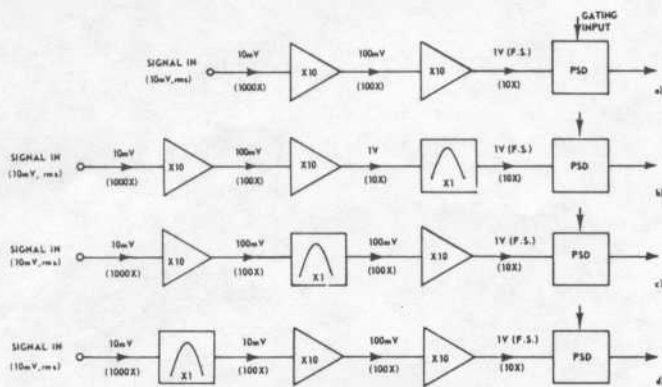 GATING
INPUT
10mV 100mV 1V (F.S.)
SIGNAL IN
(10mV,rms)
X10 X10 PSD
(1000X) (100X) (10X)
a)
10mV 100mV 1V 1V (F.S.)
SIGNAL IN
(10mV, rms)
X10 X10 PSD
(1000X) (100X) (10X) X1 (10X)
b)
10mV 100mV 100mV 1V (F.S.)
SIGNAL IN
(10mV, rms)
X10 X1 X10 PSD
(1000X) (100X) (100X) (10X)
c)
10mV 10mV 100mV 1V (F.S.)
SIGNAL IN
(10mV, rms)
X10 X10 PSD
(1000X) X1 (100X) (100X) (10X)